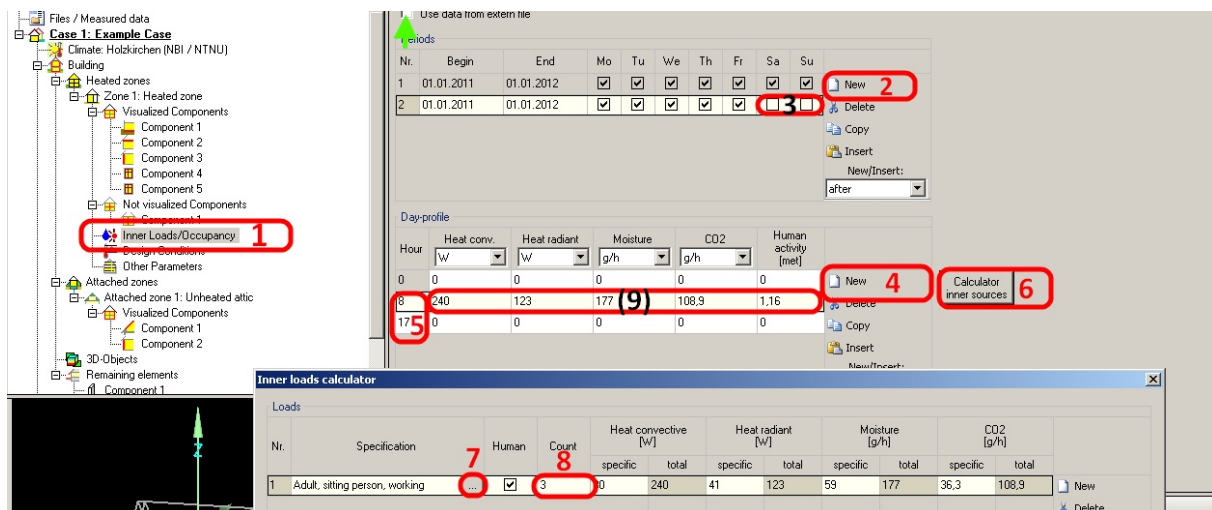 Files / Measured data
Case 1: Example Case
Climate: Holzkirchen (NBI / NTNU)
Building
Heated zones
Zone 1: Heated zone
Visualized Components
Component 1
Component 2
Component 3
Component 4
Component 5
Not visualized Components
Component 1
Inner Loads/Occupancy 1
Design Conditions
Other Parameters
Attached zones
Attached zone 1: Unheated attic
Visualized Components
Component 1
Component 2
3D-Objects
Remaining elements
Component 1
z
Use data from extern file
Periods
Nr. Begin End Mo Tu We Th Fr Sa Su
1 01.01.2011 01.01.2012
2 01.01.2011 01.01.2012 3
New 2
Delete
Copy
Insert
New/Insert:
after
Day-profile
Hour Heat conv. Heat radiant Moisture CO2 Human activity [met]
W W g/h g/h
0 0 0 0 0 0
8 240 123 177 (9) 108,9 1,16
17 5 0 0 0 0 0
New 4
Delete
Copy
Insert
New/Insert:
Calculator
inner sources 6
Inner loads calculator
Loads
Nr. Specification Human Count Heat convective [W] Heat radiant [W] Moisture [g/h] CO2 [g/h]
7 8
specific total specific total specific total specific total
1 Adult, sitting person, working ... 3 240 41 123 59 177 36,3 108,9
New
Delete